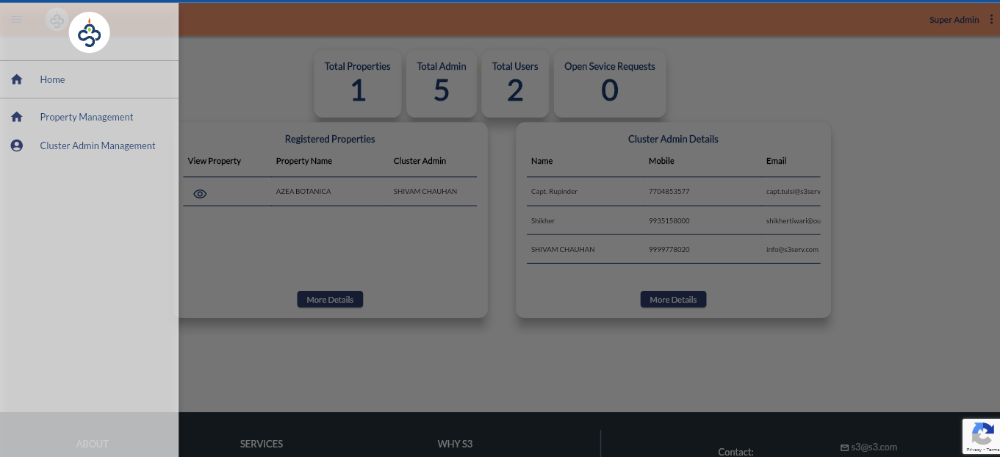 Super Admin
Home
Property Management
Cluster Admin Management
Total Properties
1
Total Admin
5
Total Users
2
Open Sevice Requests
0
Registered Properties
View Property Property Name Cluster Admin
AZEA BOTANICA SHIVAM CHAUHAN
More Details
Cluster Admin Details
Name Mobile Email
Capt. Rupinder 7704853577 capt.tulsi@s3serv
Shikher 9935158000 shikhertiwari@ou
SHIVAM CHAUHAN 9999778020 info@s3serv.com
More Details
ABOUT
SERVICES
WHY S3
Contact:
s3@s3.com
Privacy - Terms